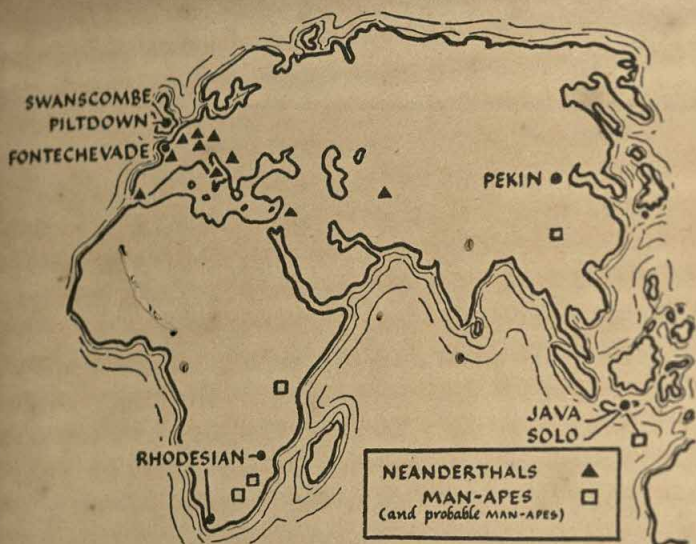 SWANSCOMBE
PILTDOWN
FONTECHEVADE
PEKIN
JAVA
SOLO
RHODESIAN
NEANDERTHALS
MAN-APES
(and probable MAN-APES)